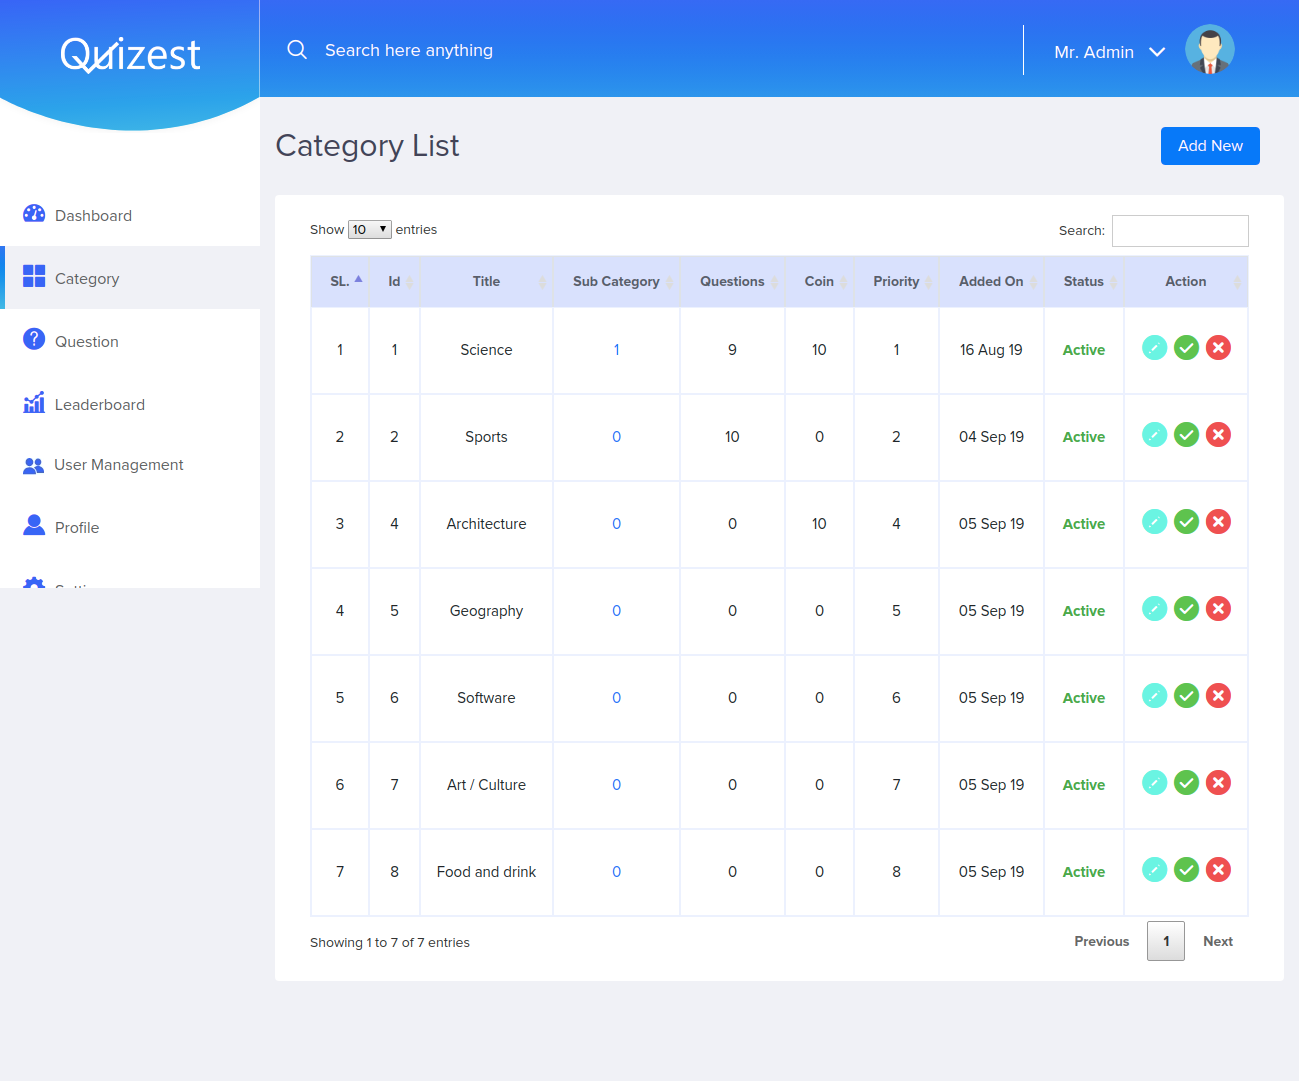 Quizest
Search here anything
Mr. Admin
Category List
Add New
Dashboard
Category
Question
Leaderboard
User Management
Profile
Show 10 entries
Search:
SL. Id Title Sub Category Questions Coin Priority Added On Status Action
1 1 Science 1 9 10 1 16 Aug 19 Active
2 2 Sports 0 10 0 2 04 Sep 19 Active
3 4 Architecture 0 0 10 4 05 Sep 19 Active
4 5 Geography 0 0 0 5 05 Sep 19 Active
5 6 Software 0 0 0 6 05 Sep 19 Active
6 7 Art / Culture 0 0 0 7 05 Sep 19 Active
7 8 Food and drink 0 0 0 8 05 Sep 19 Active
Showing 1 to 7 of 7 entries
Previous 1 Next